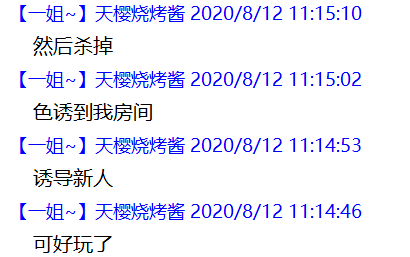 【一姐~】天樱烧烤酱 2020/8/12 11:15:10
然后杀掉
【一姐~】天樱烧烤酱 2020/8/12 11:15:02
色诱到我房间
【一姐~】天樱烧烤酱 2020/8/12 11:14:53
诱导新人
【一姐~】天樱烧烤酱 2020/8/12 11:14:46
可好玩了